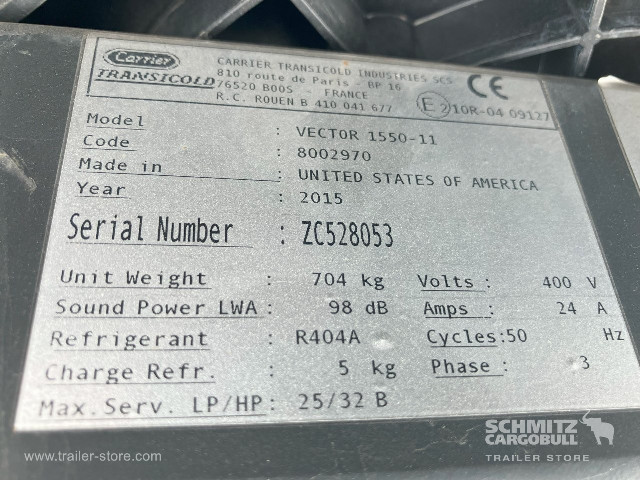 Carrier
TRANSICOLD
CARRIER TRANSICOLD INDUSTRIES SCS
810 route de Paris - BP 16
76520 BOOS - FRANCE
R.C. ROUEN B 410 041 677
CE
E2 10R-04 09127
Model : VECTOR 1550-11
Code : 8002970
Made in : UNITED STATES OF AMERICA
Year : 2015
Serial Number : ZC528053
Unit Weight : 704 kg Volts : 400 V
Sound Power LWA : 98 dB Amps : 24 A
Refrigerant : R404A Cycles:50 Hz
Charge Refr. : 5 kg Phase : 3
Max. Serv. LP/HP: 25/32 B
www.trailer-store.com
SCHMITZ
CARGOBULL
TRAILER STORE